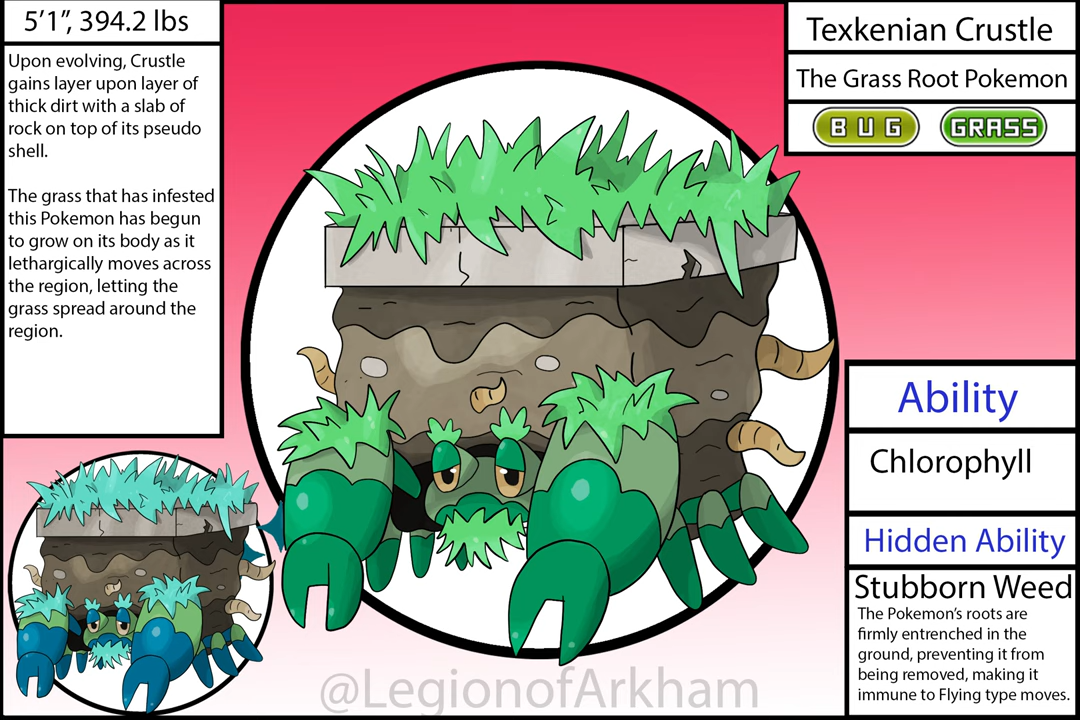 5’1”, 394.2 lbs
Upon evolving, Crustle
gains layer upon layer of
thick dirt with a slab of
rock on top of its pseudo
shell.
The grass that has infested
this Pokemon has begun
to grow on its body as it
lethargically moves across
the region, letting the
grass spread around the
region.
Texkenian Crustle
The Grass Root Pokemon
BUG GRASS
Ability
Chlorophyll
Hidden Ability
Stubborn Weed
The Pokemon’s roots are
firmly entrenched in the
ground, preventing it from
being removed, making it
immune to Flying type moves.
@LegionofArkham